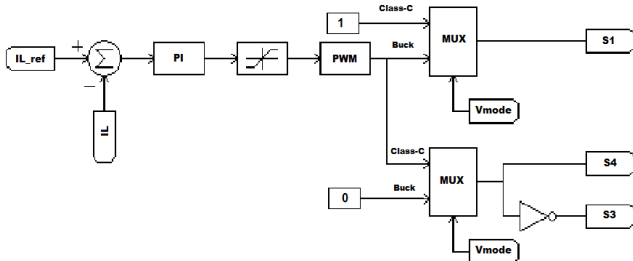 Class-C
1
MUX
S1
+
IL_ref
Σ
PI
PWM
Buck
−
Vmode
IL
Class-C
MUX
S4
0
Buck
S3
Vmode